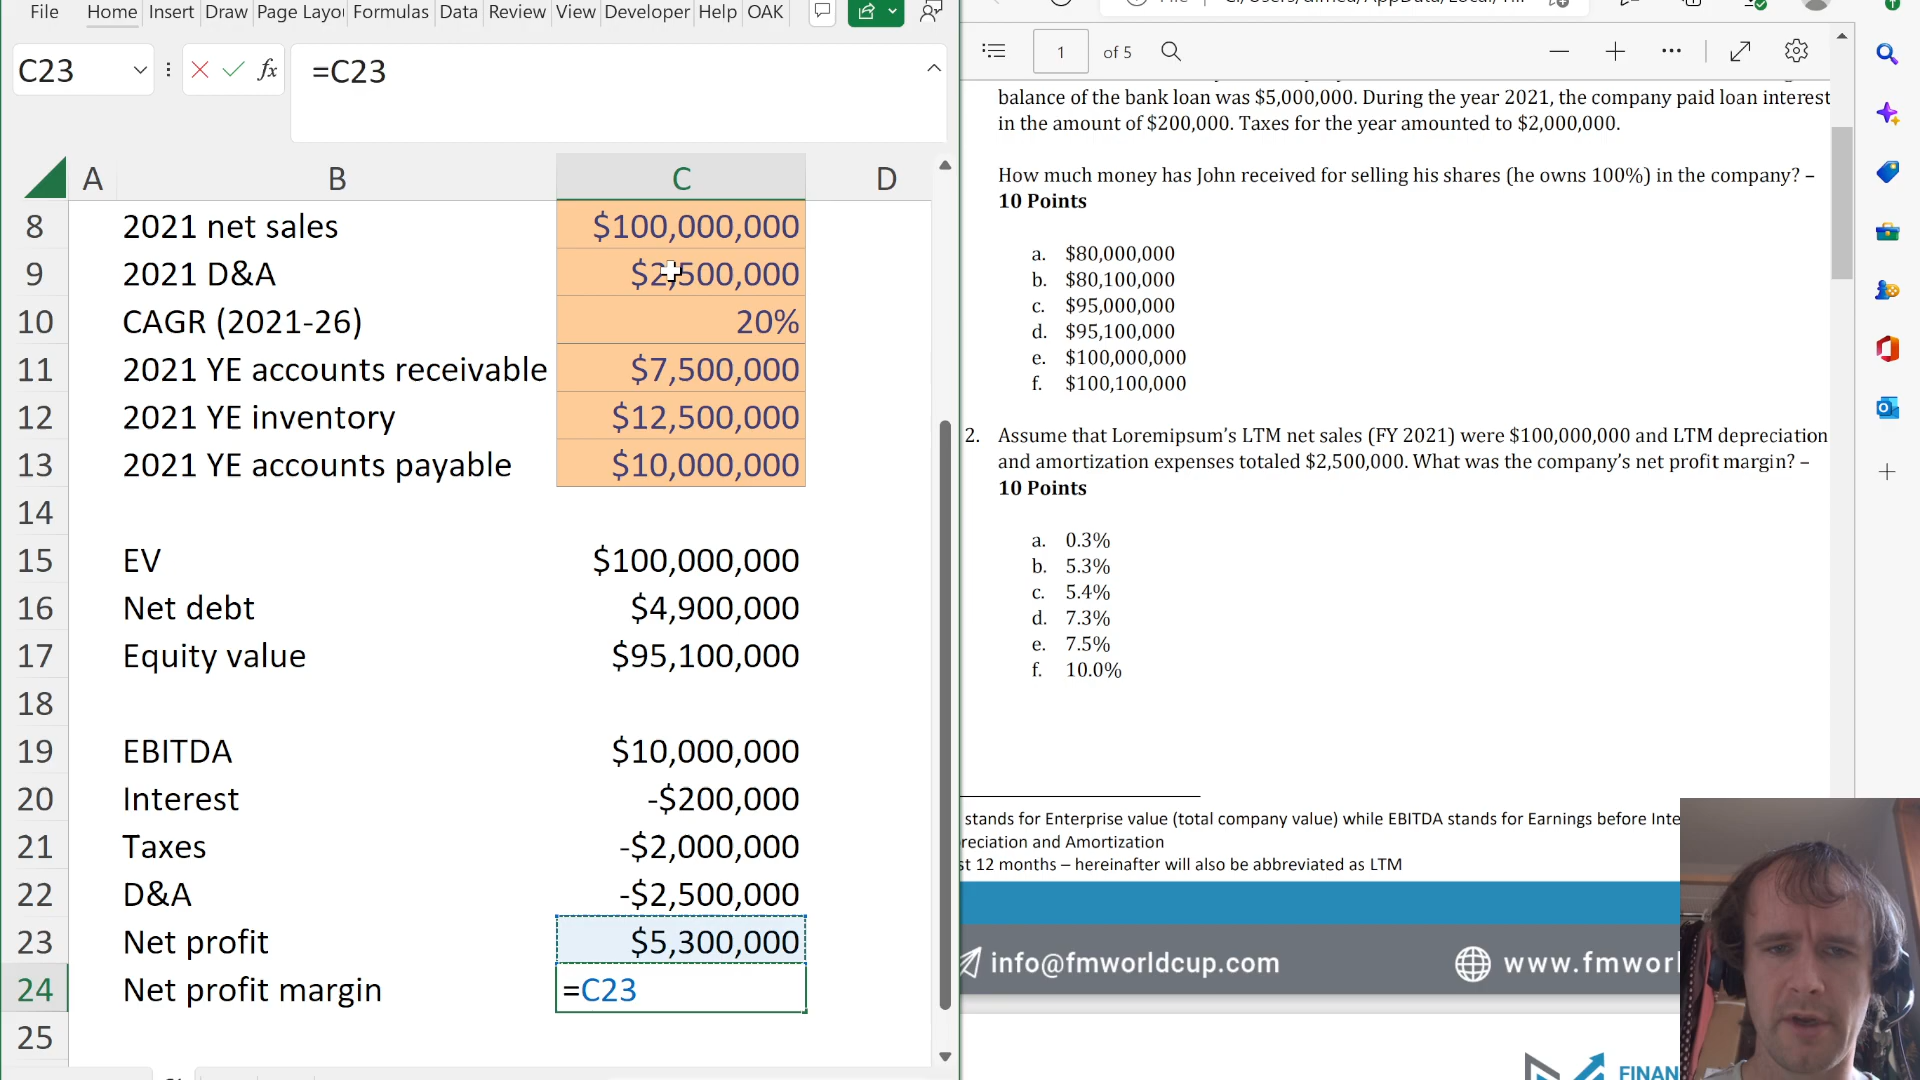 File Home Insert Draw Page Layo Formulas Data Review View Developer Help OAK
C23 fx =C23
A B C D
8 2021 net sales $100,000,000
9 2021 D&A $2,500,000
10 CAGR (2021-26) 20%
11 2021 YE accounts receivable $7,500,000
12 2021 YE inventory $12,500,000
13 2021 YE accounts payable $10,000,000
14
15 EV $100,000,000
16 Net debt $4,900,000
17 Equity value $95,100,000
18
19 EBITDA $10,000,000
20 Interest -$200,000
21 Taxes -$2,000,000
22 D&A -$2,500,000
23 Net profit $5,300,000
24 Net profit margin =C23
25
1 of 5
balance of the bank loan was $5,000,000. During the year 2021, the company paid loan interest
in the amount of $200,000. Taxes for the year amounted to $2,000,000.
How much money has John received for selling his shares (he owns 100%) in the company? –
10 Points
a. $80,000,000
b. $80,100,000
c. $95,000,000
d. $95,100,000
e. $100,000,000
f. $100,100,000
2. Assume that Loremipsum's LTM net sales (FY 2021) were $100,000,000 and LTM depreciation
and amortization expenses totaled $2,500,000. What was the company's net profit margin? –
10 Points
a. 0.3%
b. 5.3%
c. 5.4%
d. 7.3%
e. 7.5%
f. 10.0%
stands for Enterprise value (total company value) while EBITDA stands for Earnings before Inte
reciation and Amortization
st 12 months – hereinafter will also be abbreviated as LTM
info@fmworldcup.com www.fmworl
FINAN